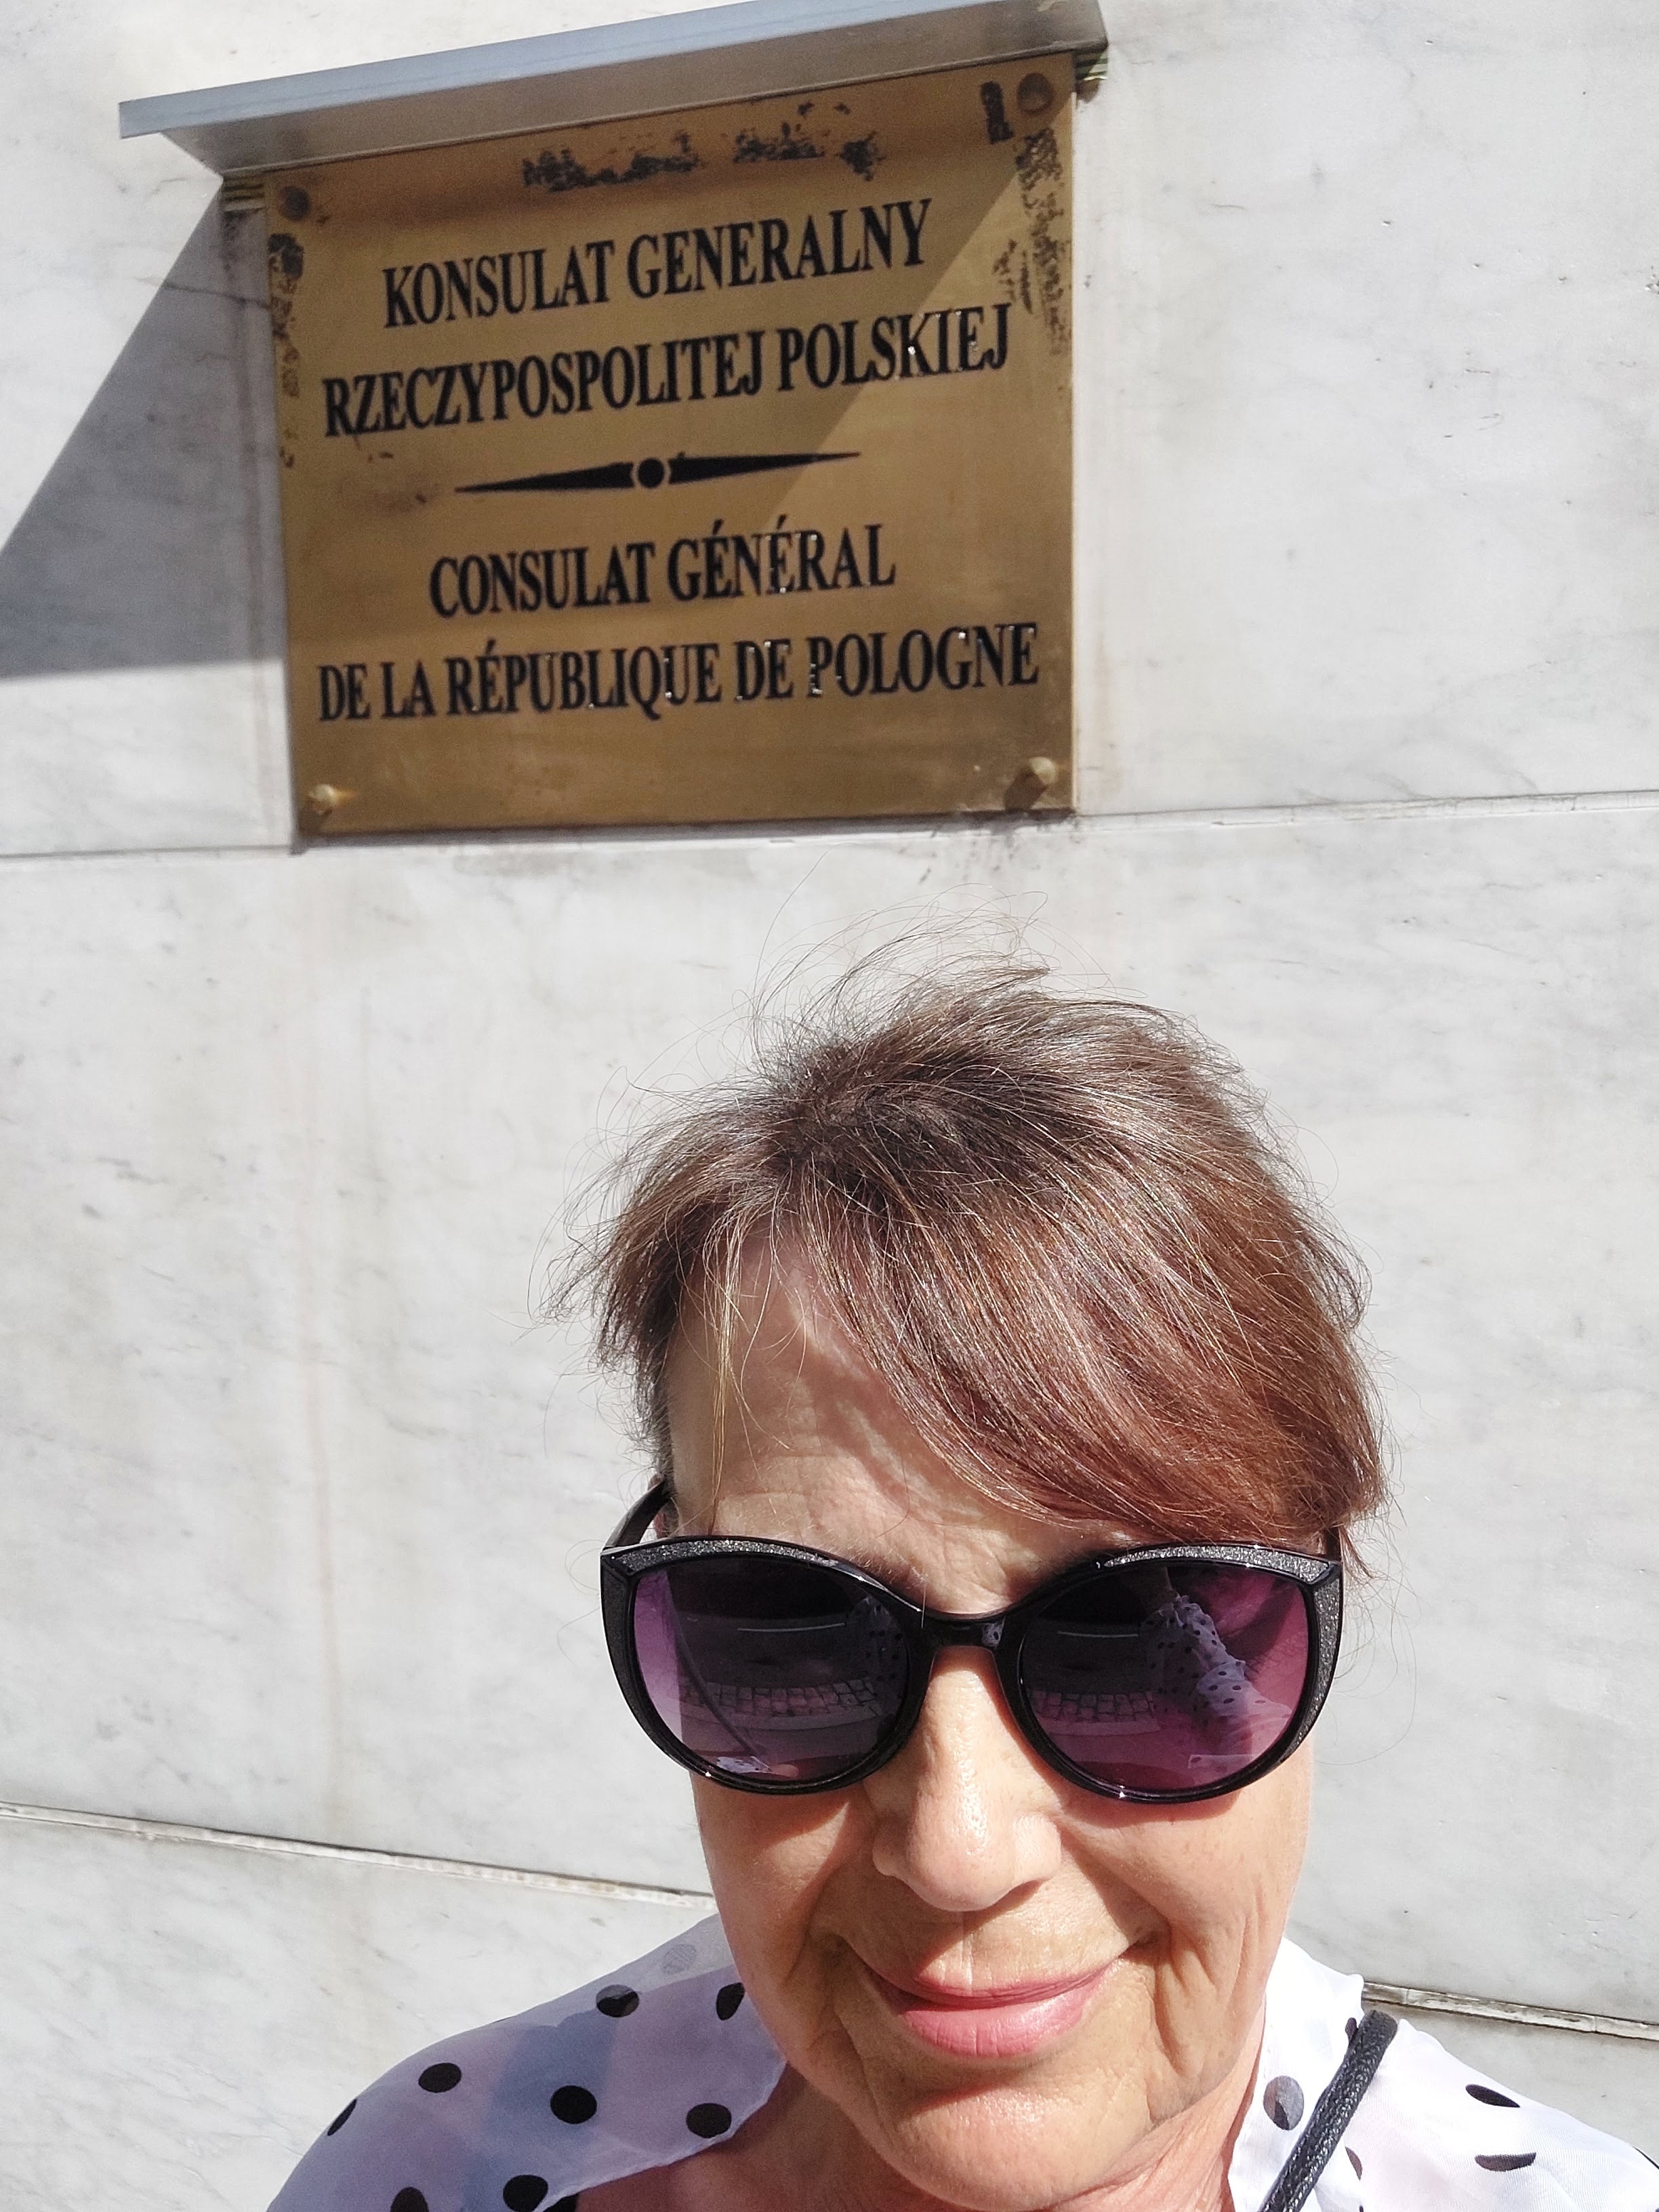 KONSULAT GENERALNY
RZECZYPOSPOLITEJ POLSKIEJ
CONSULAT GÉNÉRAL
DE LA RÉPUBLIQUE DE POLOGNE